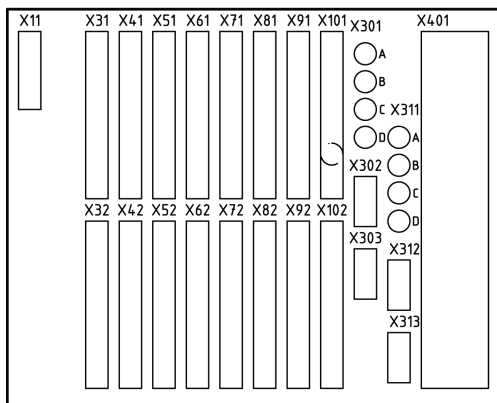 X11 X31 X41 X51 X61 X71 X81 X91 X101 X301 X401
A
B
C X311
D A
B
X302 C
X32 X42 X52 X62 X72 X82 X92 X102 D
X303 X312
X313